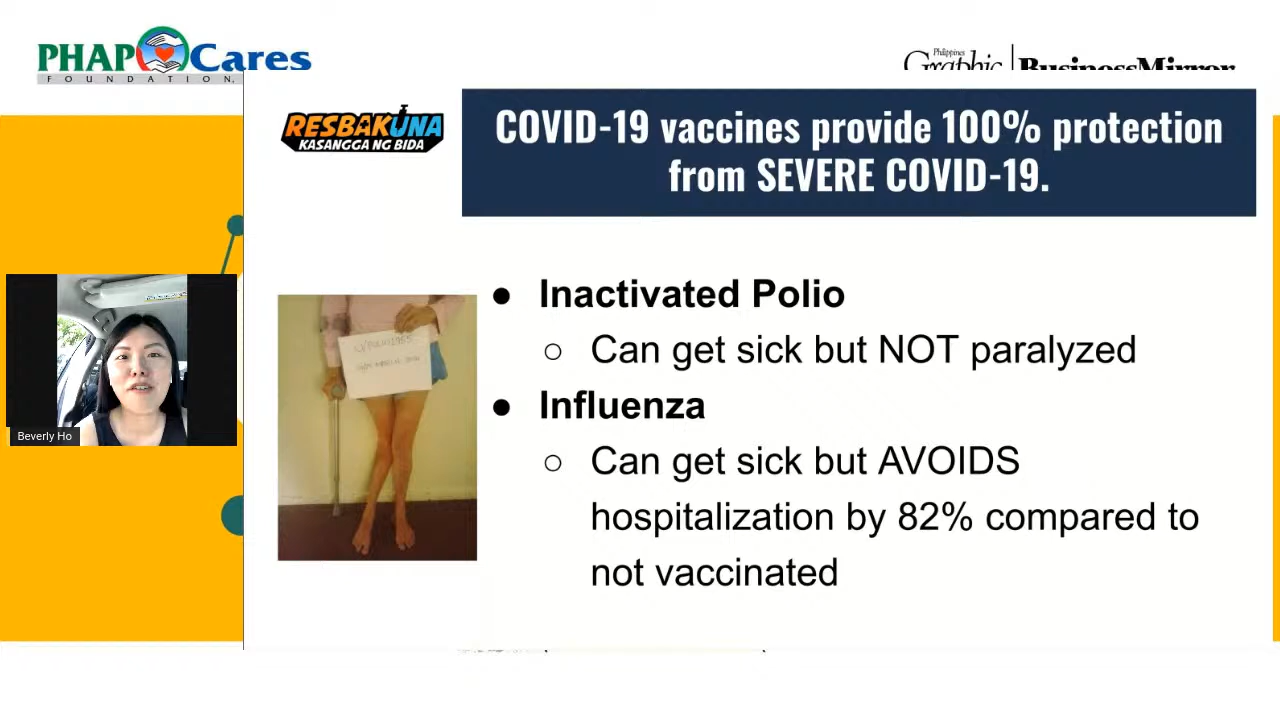 PHAP Cares
FOUNDATION
Philippines
Graphic
BusinessMirror
RESBAKUNA
KASANGGA NG BIDA
COVID-19 vaccines provide 100% protection
from SEVERE COVID-19.
● Inactivated Polio
○ Can get sick but NOT paralyzed
● Influenza
○ Can get sick but AVOIDS
hospitalization by 82% compared to
not vaccinated
Beverly Ho